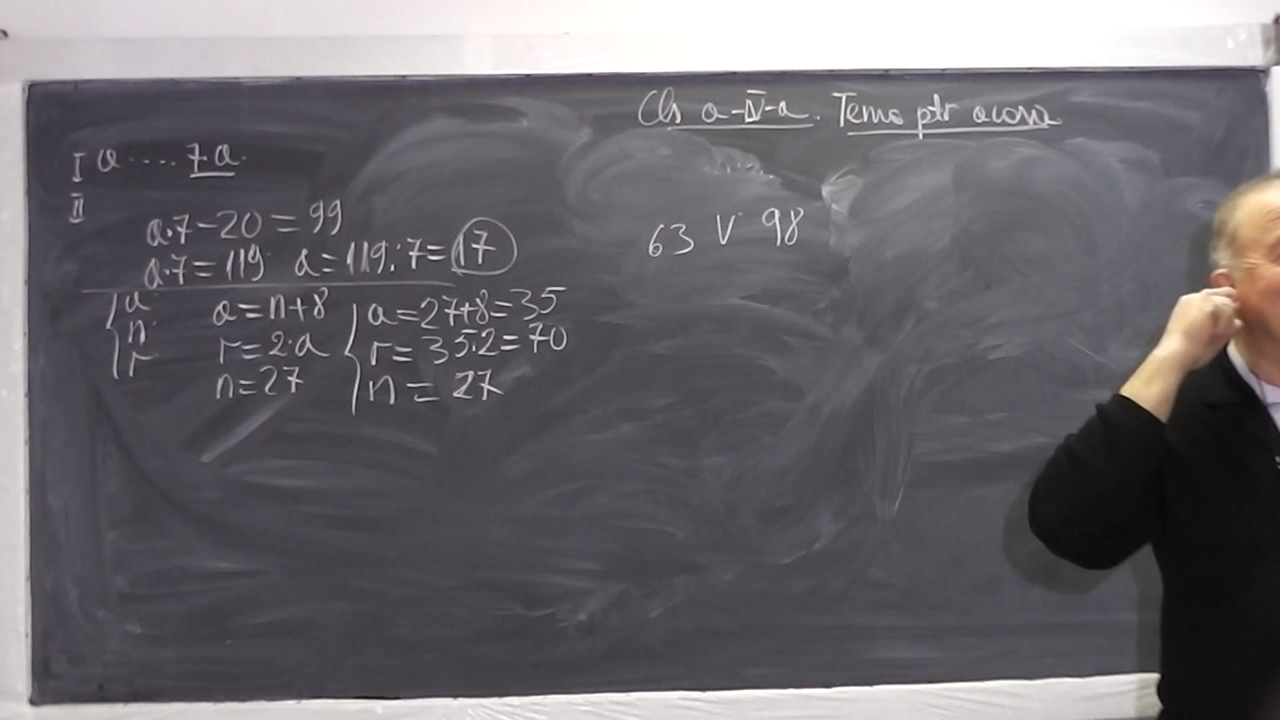 Cls a-IV-a. Tema ptr acasa
I a .... 7·a.
II
a·7-20=99
a·7=119 a=119:7=17
63 V 98
a a=n+8 a=27+8=35
n r=2·a r=35·2=70
r n=27 n=27